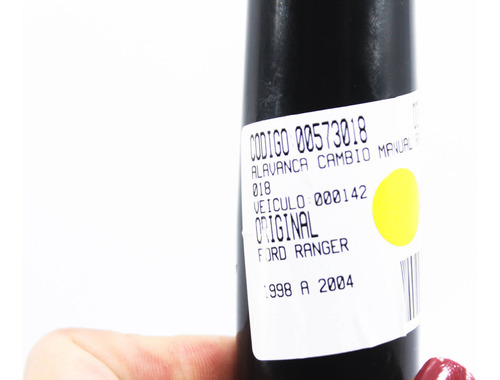 CODIGO 00573018
ALAVANCA CAMBIO MANUAL
018
VEICULO:000142
ORIGINAL
FORD RANGER
1998 A 2004